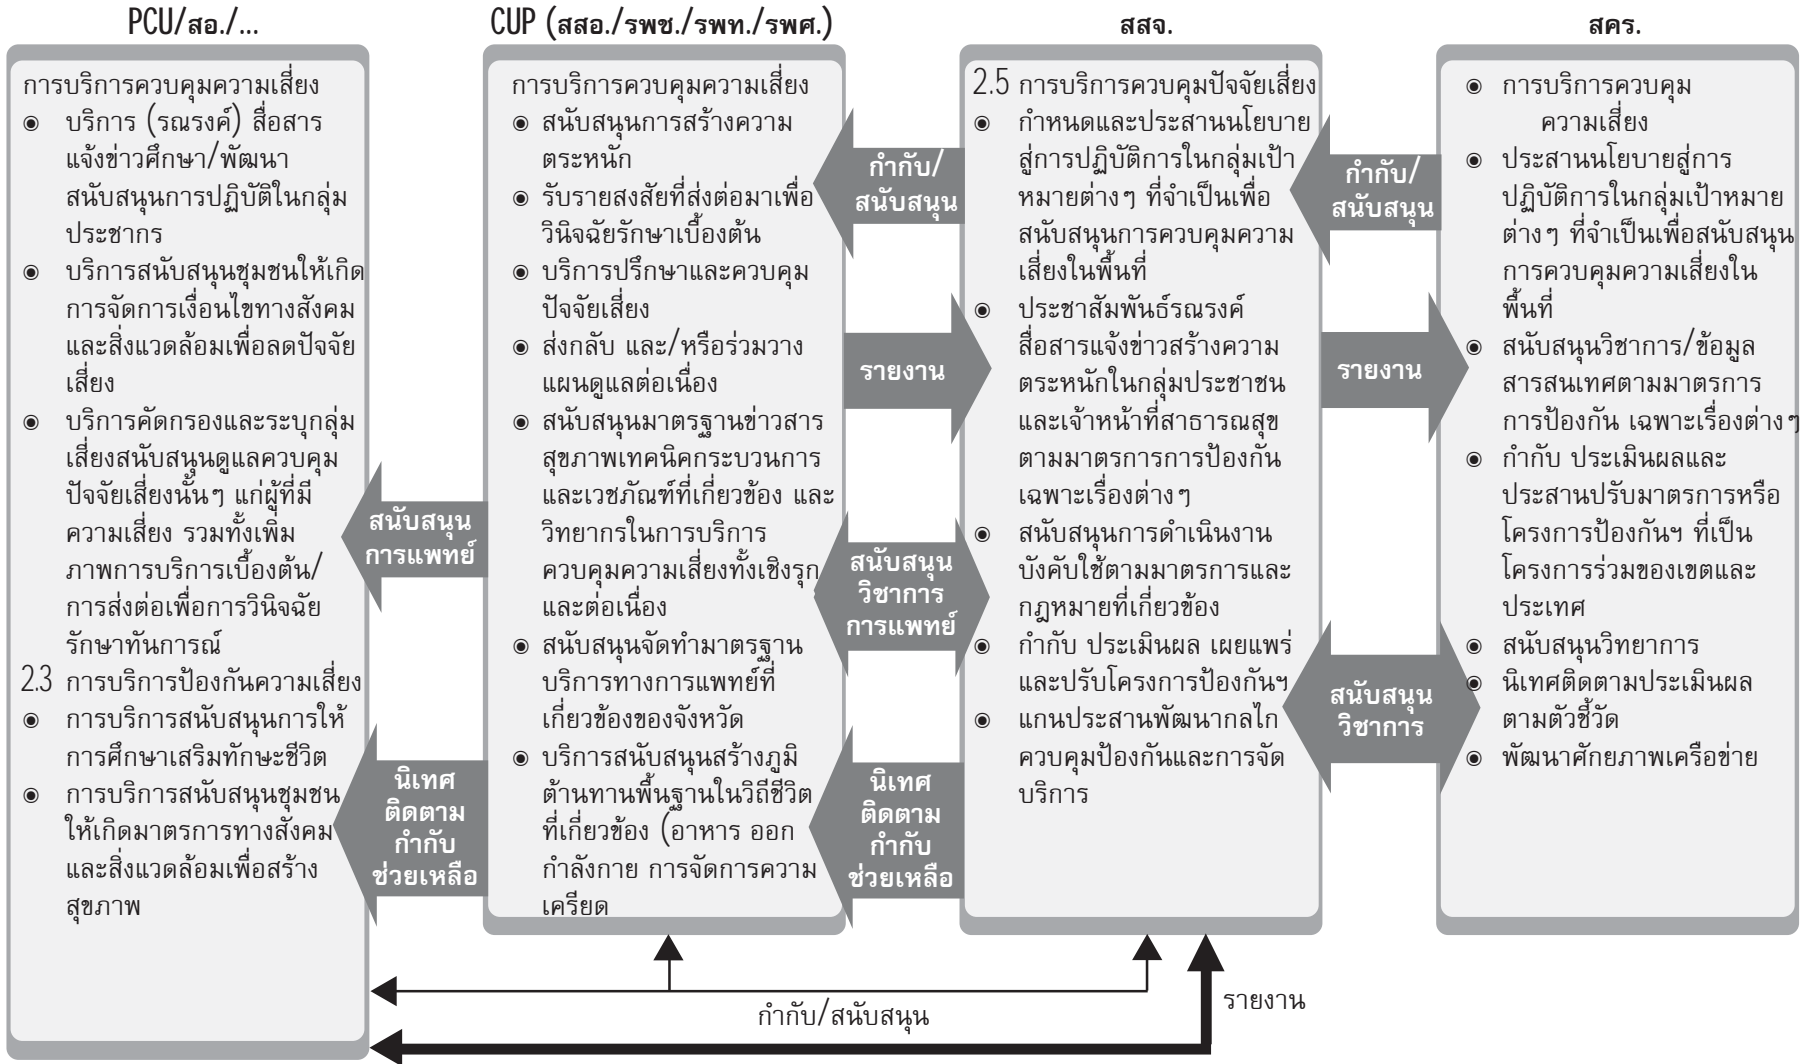 PCU/สอ./...
การบริการควบคุมความเสี่ยง
๏ บริการ (รณรงค์) สื่อสาร
แจ้งข่าวศึกษา/พัฒนา
สนับสนุนการปฏิบัติในกลุ่ม
ประชากร
๏ บริการสนับสนุนชุมชนให้เกิด
การจัดการเงื่อนไขทางสังคม
และสิ่งแวดล้อมเพื่อลดปัจจัย
เสี่ยง
๏ บริการคัดกรองและระบุกลุ่ม
เสี่ยงสนับสนุนดูแลควบคุม
ปัจจัยเสี่ยงนั้นๆ แก่ผู้ที่มี
ความเสี่ยง รวมทั้งเพิ่ม
ภาพการบริการเบื้องต้น/
การส่งต่อเพื่อการวินิจฉัย
รักษาทันการณ์
2.3 การบริการป้องกันความเสี่ยง
๏ การบริการสนับสนุนการให้
การศึกษาเสริมทักษะชีวิต
๏ การบริการสนับสนุนชุมชน
ให้เกิดมาตรการทางสังคม
และสิ่งแวดล้อมเพื่อสร้าง
สุขภาพ
สนับสนุน
การแพทย์
นิเทศ
ติดตาม
กำกับ
ช่วยเหลือ
CUP (สสอ./รพช./รพท./รพศ.)
การบริการควบคุมความเสี่ยง
๏ สนับสนุนการสร้างความ
ตระหนัก
๏ รับรายสงสัยที่ส่งต่อมาเพื่อ
วินิจฉัยรักษาเบื้องต้น
๏ บริการปรึกษาและควบคุม
ปัจจัยเสี่ยง
๏ ส่งกลับ และ/หรือร่วมวาง
แผนดูแลต่อเนื่อง
๏ สนับสนุนมาตรฐานข่าวสาร
สุขภาพเทคนิคกระบวนการ
และเวชภัณฑ์ที่เกี่ยวข้อง และ
วิทยากรในการบริการ
ควบคุมความเสี่ยงทั้งเชิงรุก
และต่อเนื่อง
๏ สนับสนุนจัดทำมาตรฐาน
บริการทางการแพทย์ที่
เกี่ยวข้องของจังหวัด
๏ บริการสนับสนุนสร้างภูมิ
ต้านทานพื้นฐานในวิถีชีวิต
ที่เกี่ยวข้อง (อาหาร ออก
กำลังกาย การจัดการความ
เครียด
กำกับ/
สนับสนุน
รายงาน
สนับสนุน
วิชาการ
การแพทย์
นิเทศ
ติดตาม
กำกับ
ช่วยเหลือ
สสจ.
2.5 การบริการควบคุมปัจจัยเสี่ยง
๏ กำหนดและประสานนโยบาย
สู่การปฏิบัติการในกลุ่มเป้า
หมายต่างๆ ที่จำเป็นเพื่อ
สนับสนุนการควบคุมความ
เสี่ยงในพื้นที่
๏ ประชาสัมพันธ์รณรงค์
สื่อสารแจ้งข่าวสร้างความ
ตระหนักในกลุ่มประชาชน
และเจ้าหน้าที่สาธารณสุข
ตามมาตรการการป้องกัน
เฉพาะเรื่องต่างๆ
๏ สนับสนุนการดำเนินงาน
บังคับใช้ตามมาตรการและ
กฎหมายที่เกี่ยวข้อง
๏ กำกับ ประเมินผล เผยแพร่
และปรับโครงการป้องกันฯ
๏ แกนประสานพัฒนากลไก
ควบคุมป้องกันและการจัด
บริการ
กำกับ/
สนับสนุน
รายงาน
สนับสนุน
วิชาการ
สคร.
๏ การบริการควบคุม
ความเสี่ยง
๏ ประสานนโยบายสู่การ
ปฏิบัติการในกลุ่มเป้าหมาย
ต่างๆ ที่จำเป็นเพื่อสนับสนุน
การควบคุมความเสี่ยงใน
พื้นที่
๏ สนับสนุนวิชาการ/ข้อมูล
สารสนเทศตามมาตรการ
การป้องกัน เฉพาะเรื่องต่างๆ
๏ กำกับ ประเมินผลและ
ประสานปรับมาตรการหรือ
โครงการป้องกันฯ ที่เป็น
โครงการร่วมของเขตและ
ประเทศ
๏ สนับสนุนวิทยาการ
๏ นิเทศติดตามประเมินผล
ตามตัวชี้วัด
๏ พัฒนาศักยภาพเครือข่าย
กำกับ/สนับสนุน
รายงาน